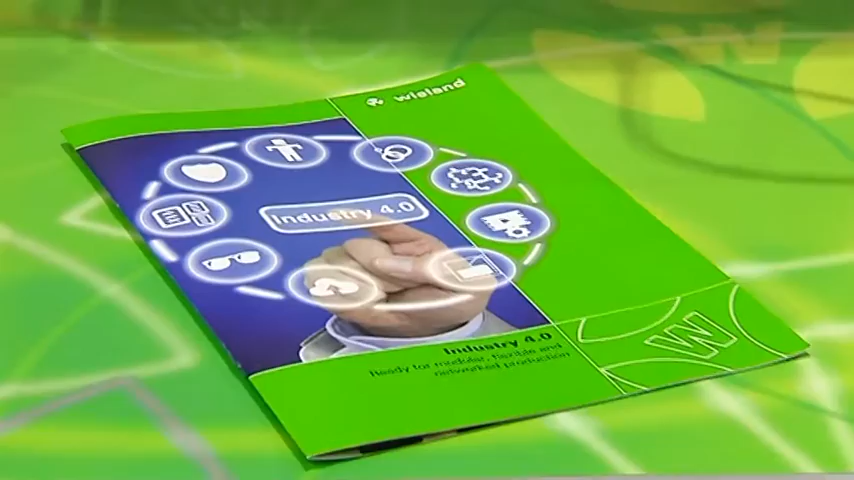 wieland
Industry 4.0
Industry 4.0
Ready for modular, flexible and
networked production
W
W